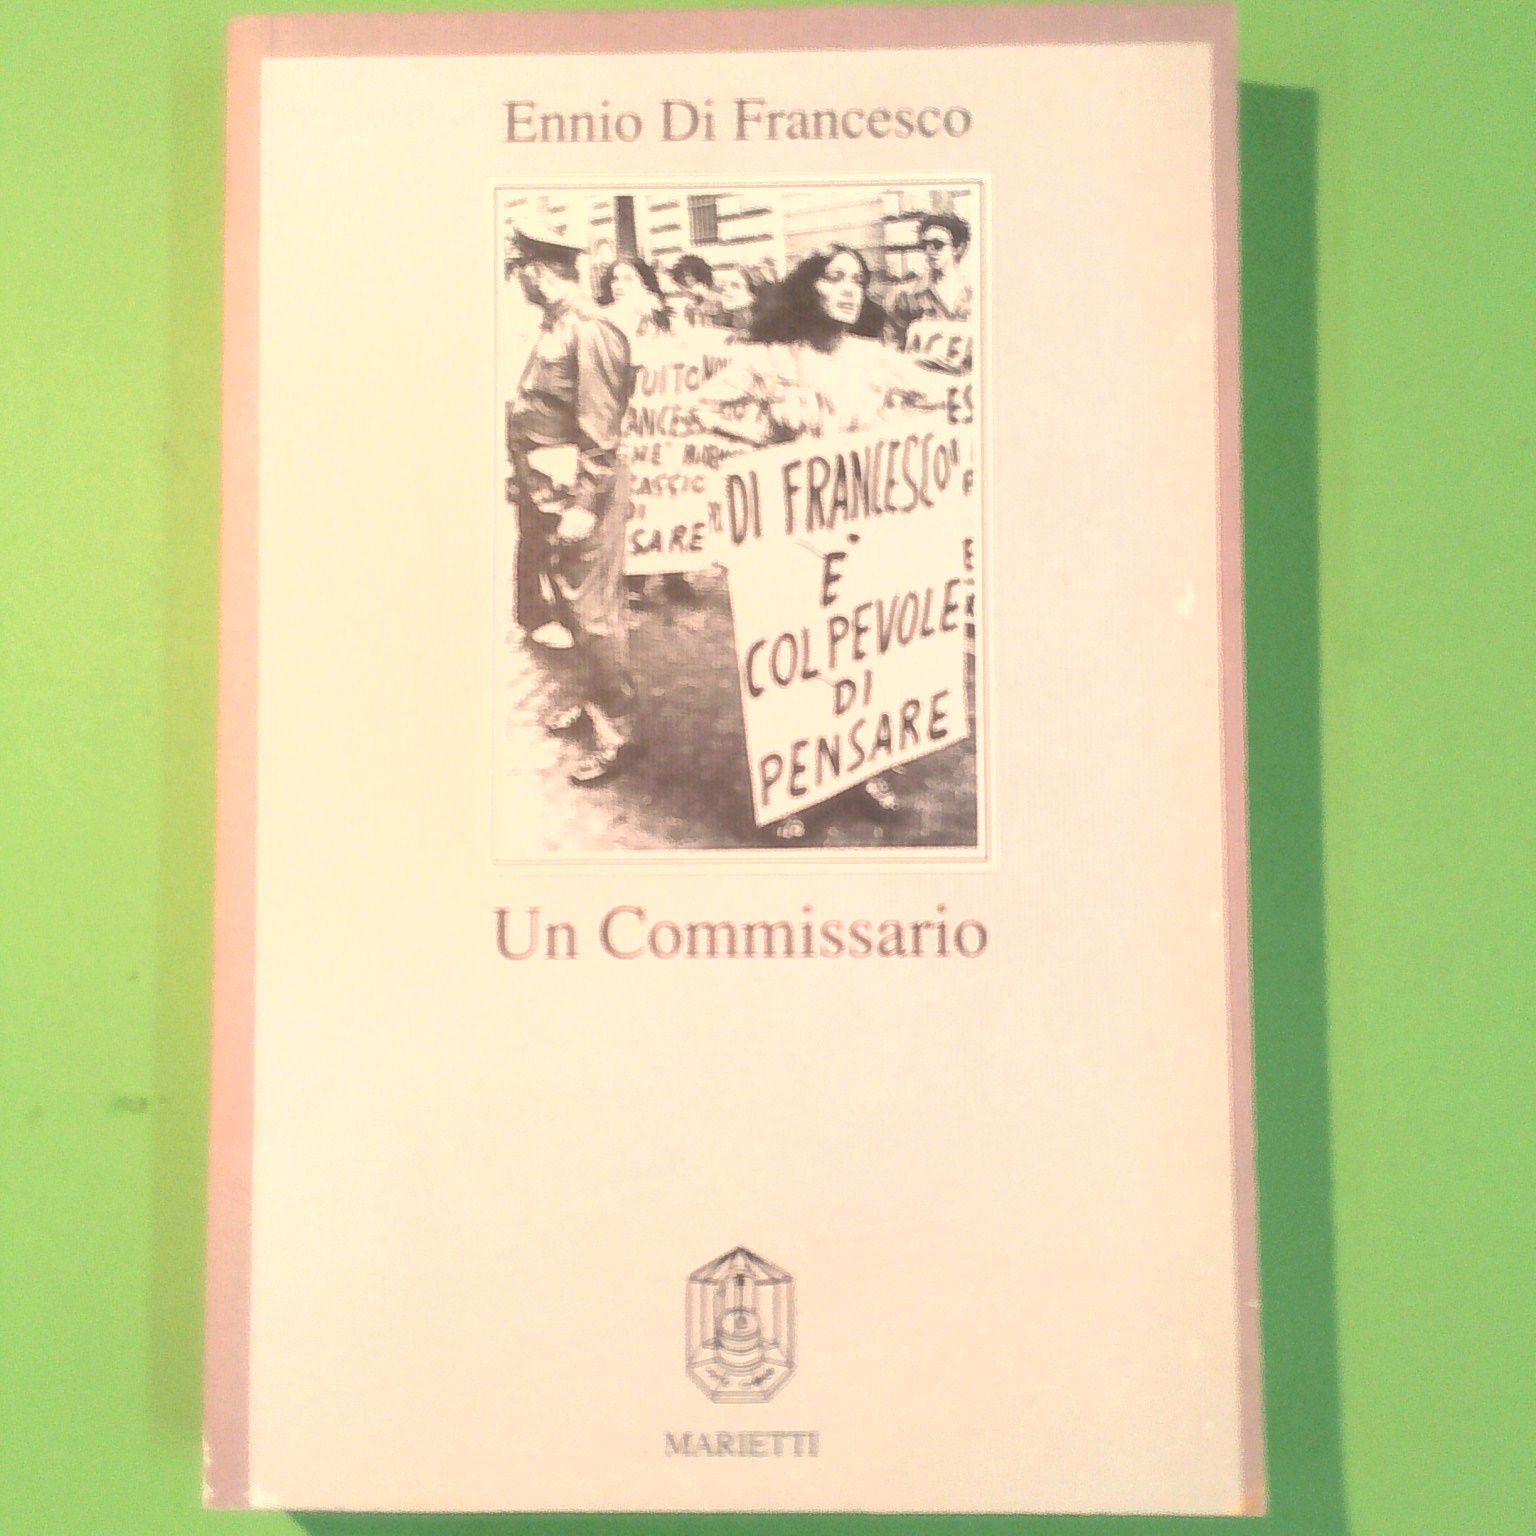 Ennio Di Francesco
DI FRANCESCO
E'
COLPEVOLE
DI
PENSARE
Un Commissario
MARIETTI